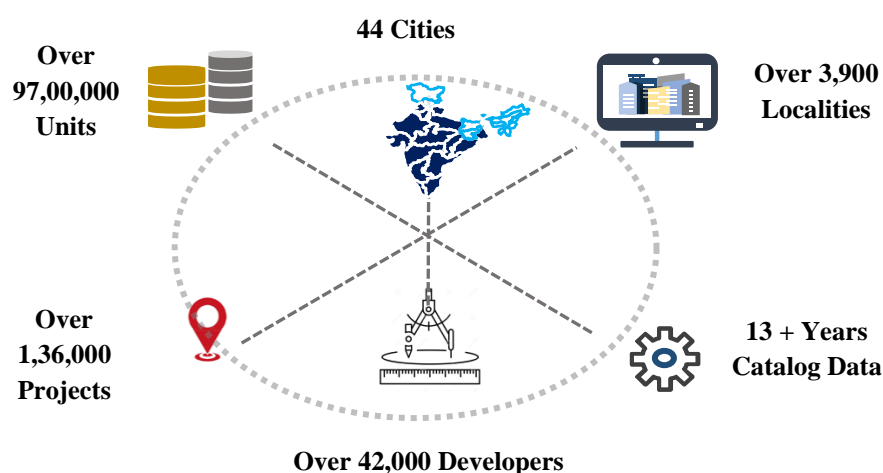 44 Cities
Over
97,00,000
Units
Over 3,900
Localities
Over
1,36,000
Projects
13 + Years
Catalog Data
Over 42,000 Developers